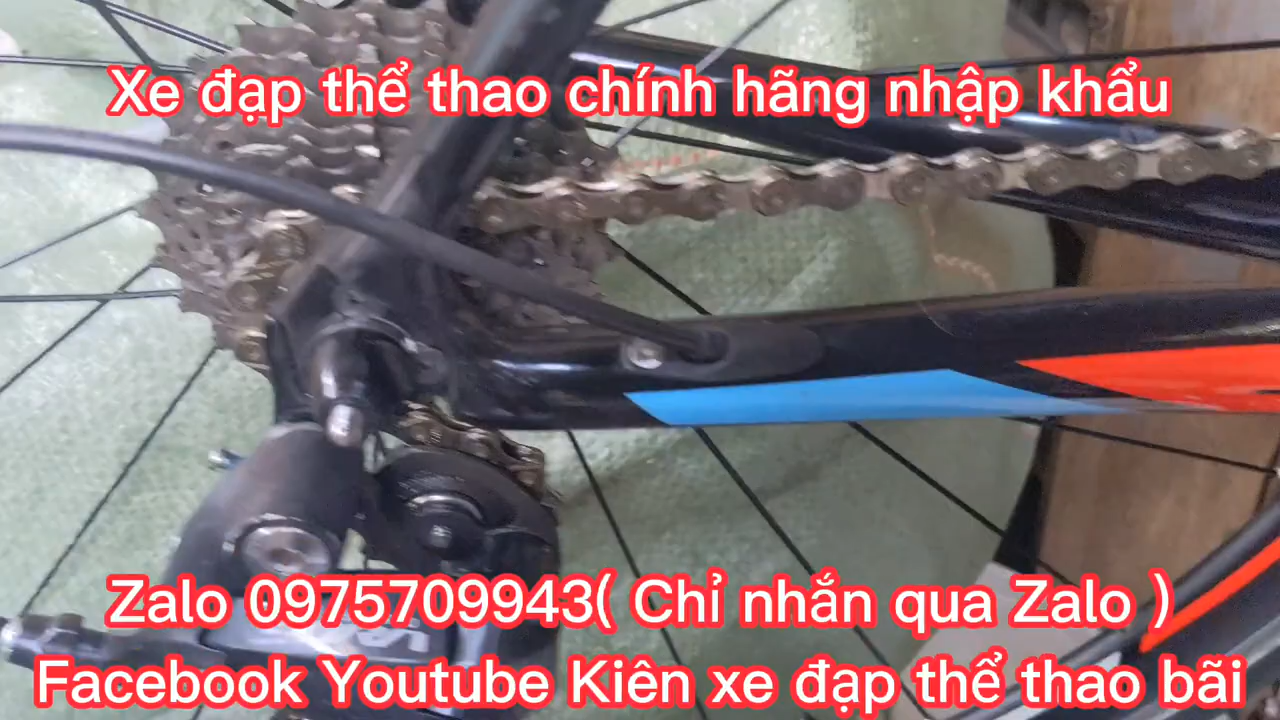 Xe đạp thể thao chính hãng nhập khẩu
Zalo 0975709943( Chỉ nhắn qua Zalo )
Facebook Youtube Kiên xe đạp thể thao bãi